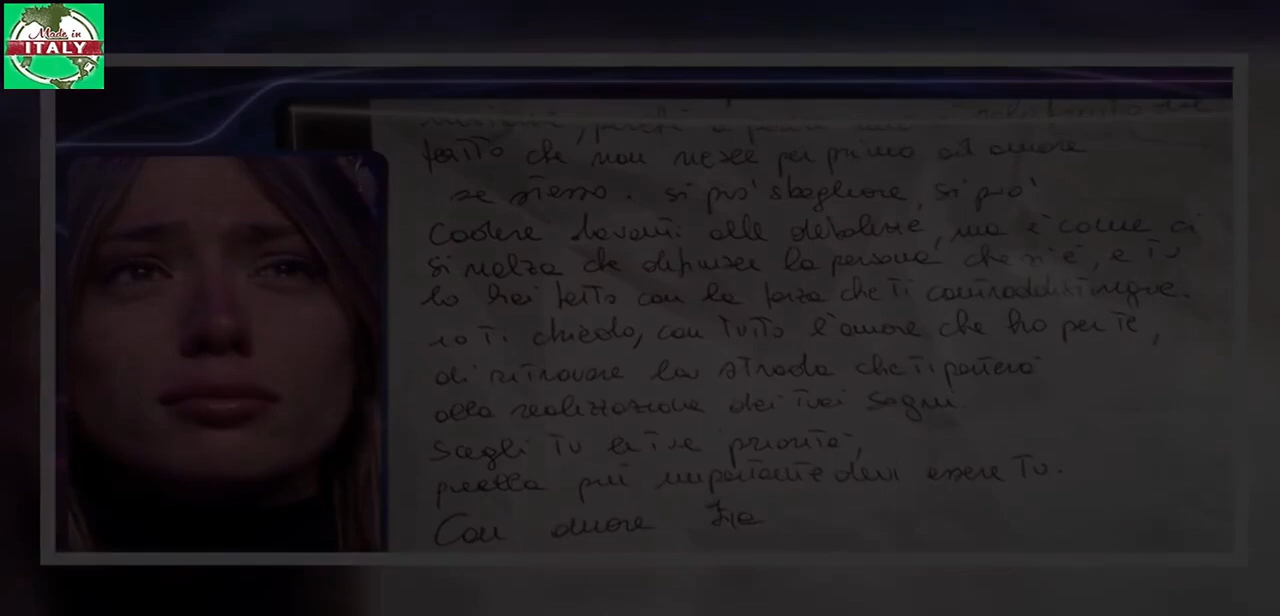 Made in
ITALY
fatto che non riesce per primo ad amare
se stesso. Si può sbagliare, si può
cadere davanti alle debolezze, ma è come ci
si rialza che definisce la persona che si è, e tu
lo hai fatto con la forza che ti contraddistingue.
io ti chiedo, con tutto l'amore che ho per te,
di ritrovare la strada che ti porterà
alla realizzazione dei tuoi sogni.
Scegli tu le tue priorità,
quella più importante devi essere tu.
Con amore